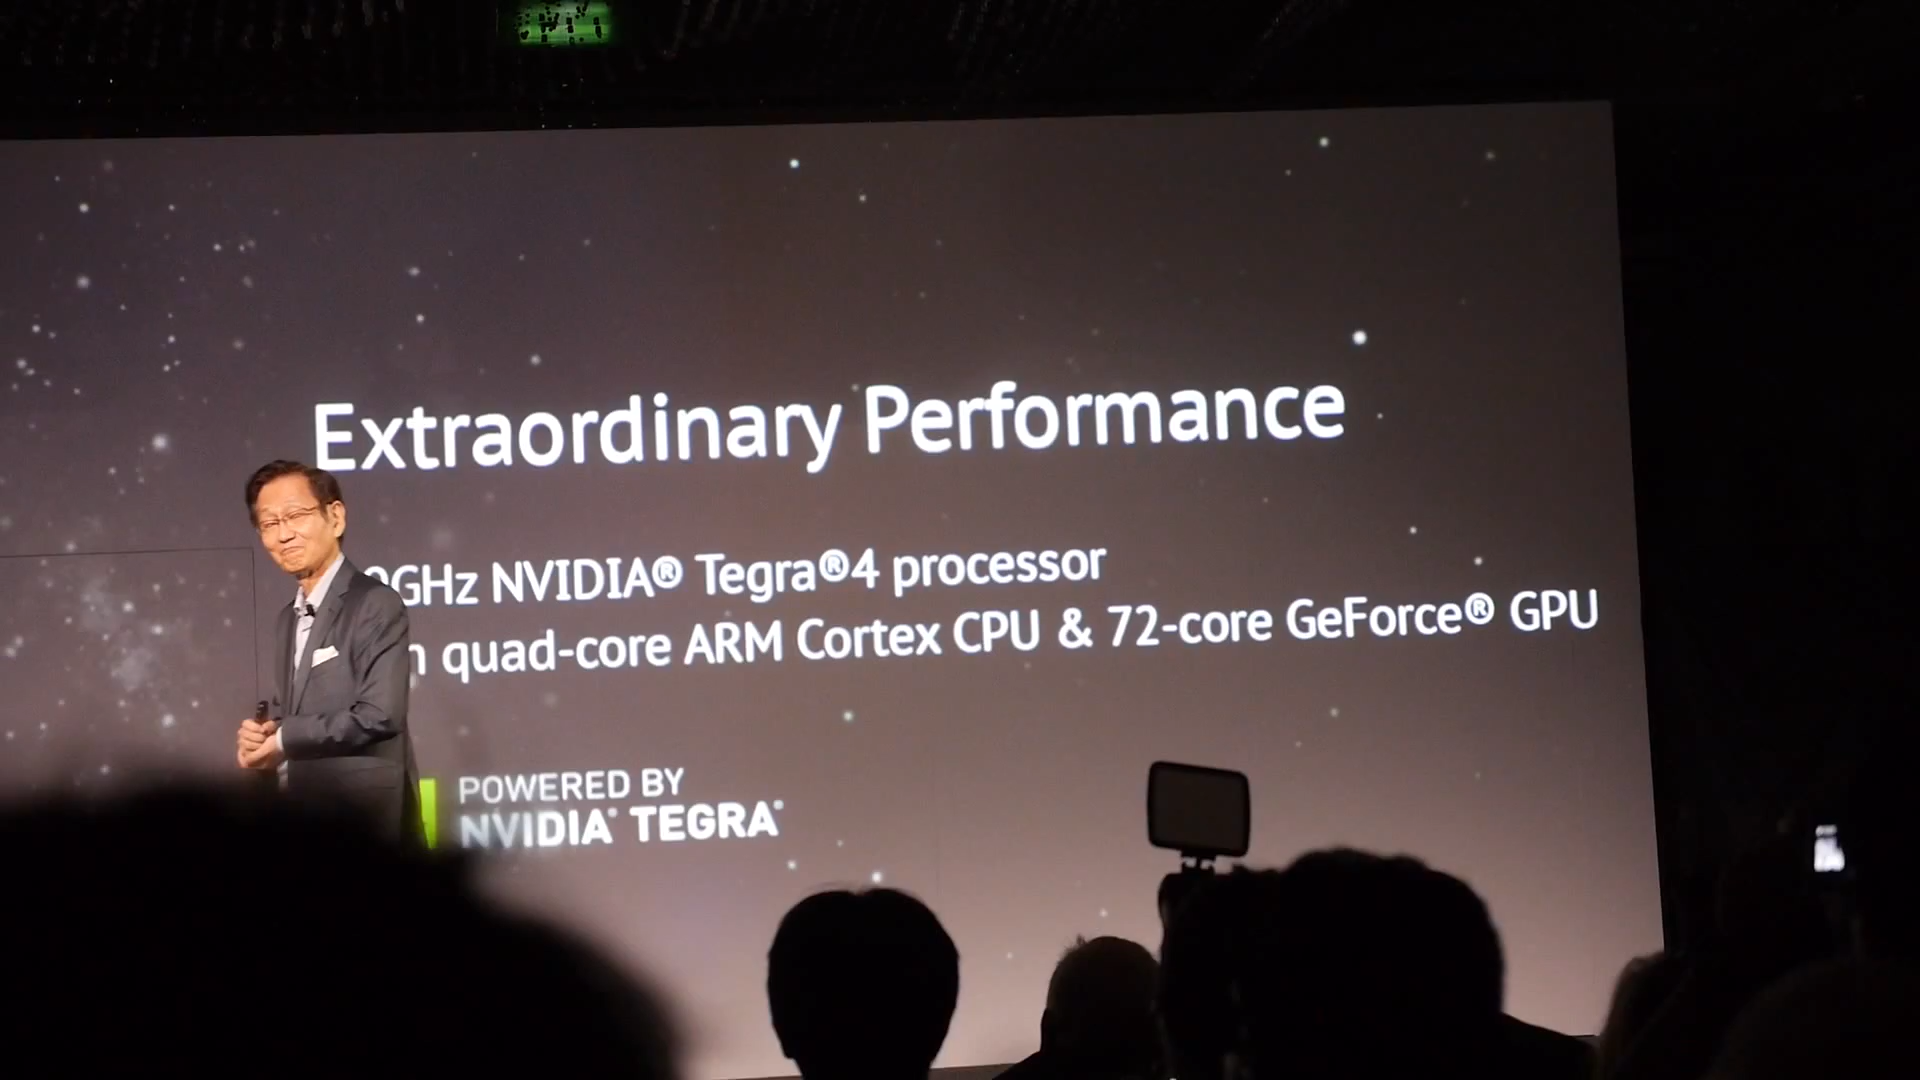 Extraordinary Performance
GHz NVIDIA® Tegra®4 processor
quad-core ARM Cortex CPU & 72-core GeForce® GPU
POWERED BY
NVIDIA® TEGRA®